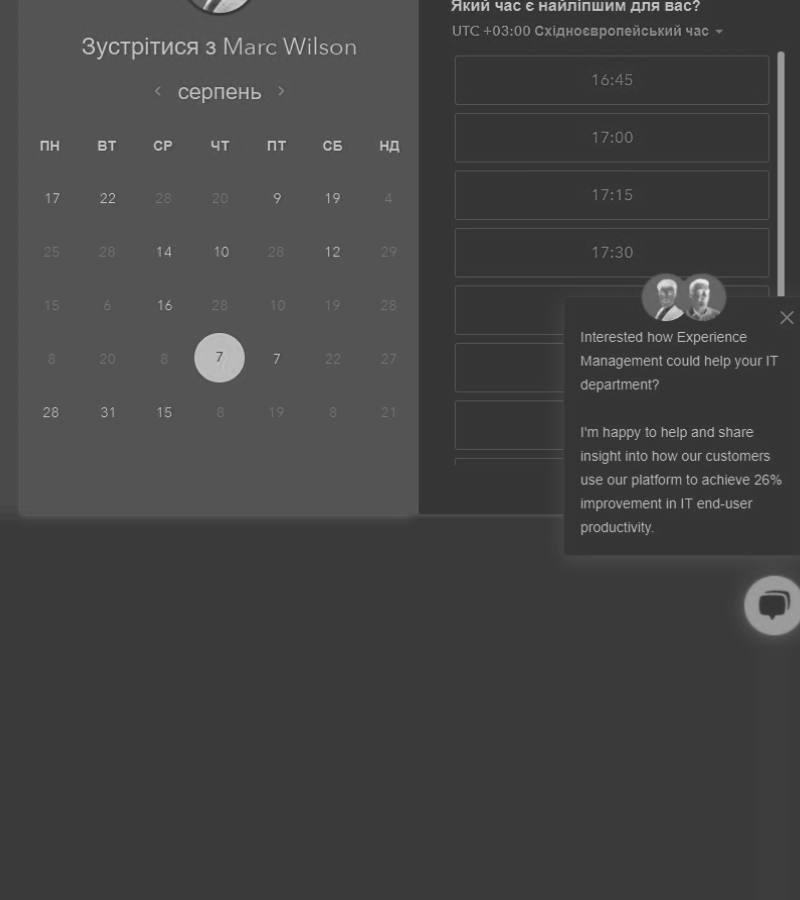 Зустрітися з Marc Wilson
серпень
ПН ВТ СР ЧТ ПТ СБ НД
17 22 28 20 9 19 4
25 28 14 10 28 12 29
15 6 16 28 10 19 28
8 20 8 7 7 22 27
28 31 15 8 19 8 21
Який час є найліпшим для вас?
UTC +03:00 Східноєвропейський час
16:45
17:00
17:15
17:30
Interested how Experience
Management could help your IT
department?
I'm happy to help and share
insight into how our customers
use our platform to achieve 26%
improvement in IT end-user
productivity.